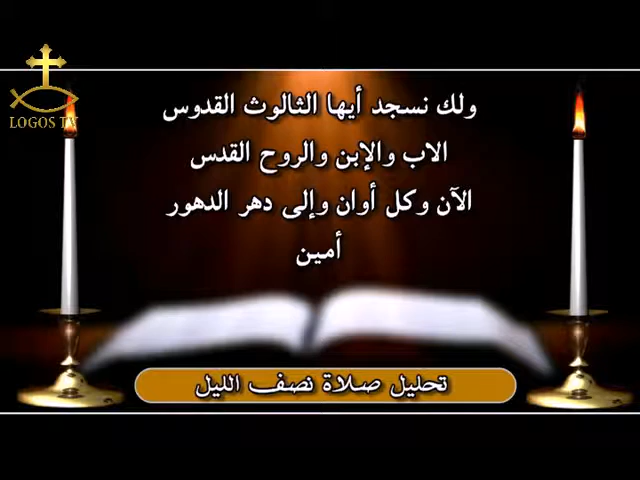 LOGOS TV
ولك نسجد أيها الثالوث القدوس
الاب والإبن والروح القدس
الآن وكل أوان وإلى دهر الدهور
أمين
تحليل صلاة نصف الليل